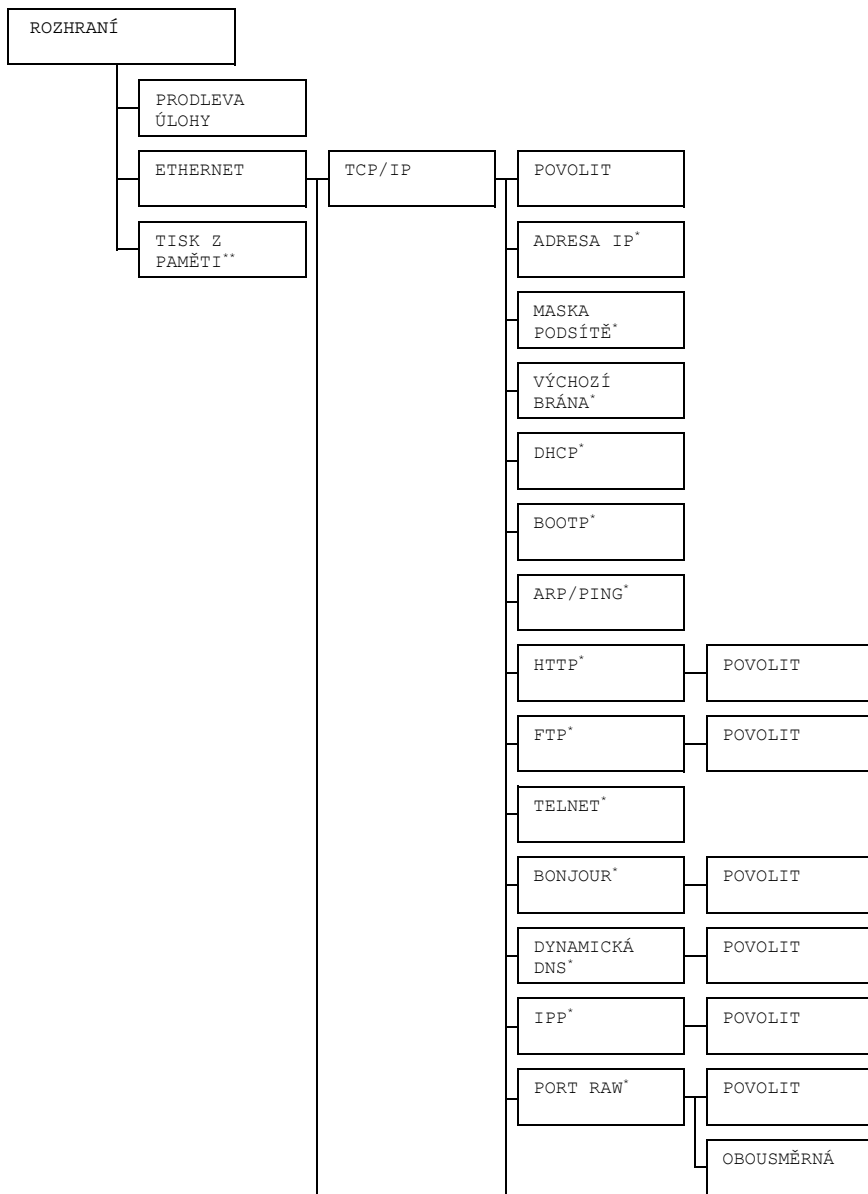 ROZHRANÍ
PRODLEVA
ÚLOHY
ETHERNET
TCP/IP
POVOLIT
TISK Z
PAMĚTI**
ADRESA IP*
MASKA
PODSÍTĚ*
VÝCHOZÍ
BRÁNA*
DHCP*
BOOTP*
ARP/PING*
HTTP*
POVOLIT
FTP*
POVOLIT
TELNET*
BONJOUR*
POVOLIT
DYNAMICKÁ
DNS*
POVOLIT
IPP*
POVOLIT
PORT RAW*
POVOLIT
OBOUSMĚRNÁ